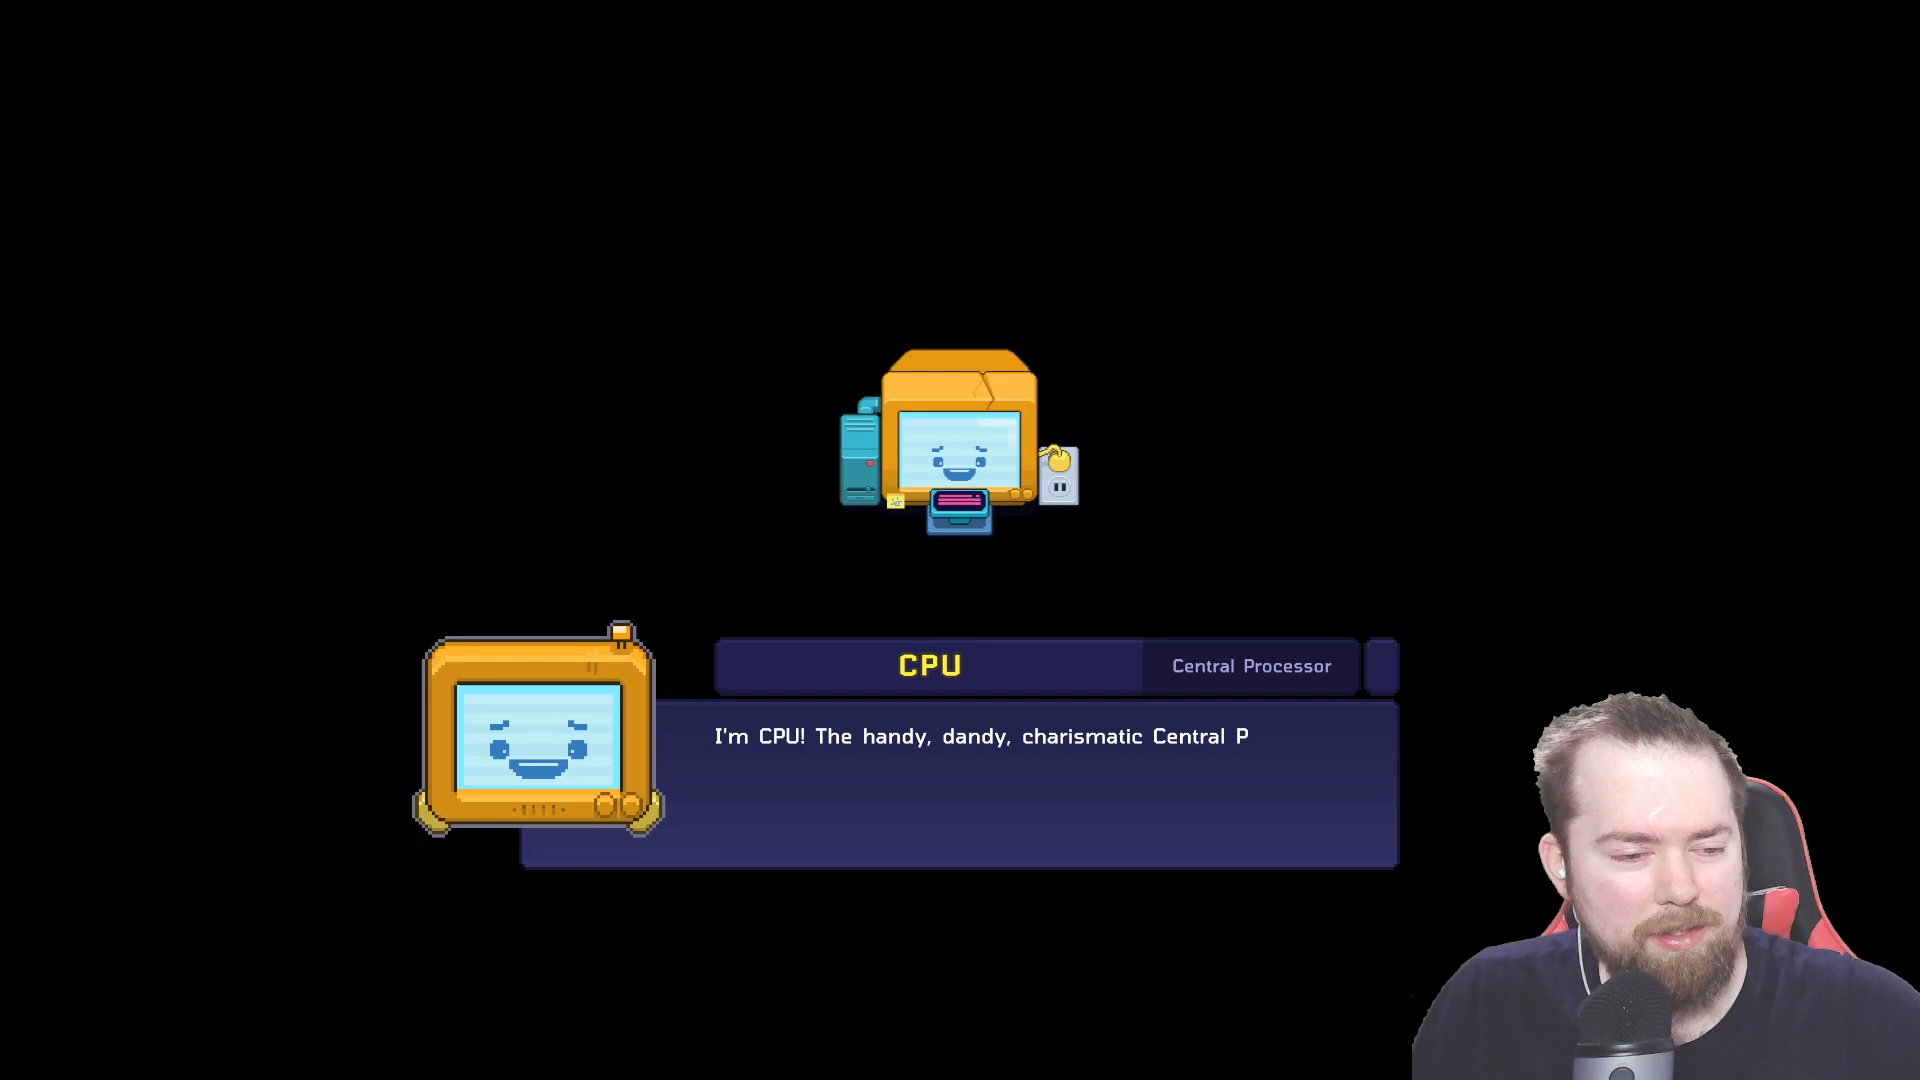 CPU
Central Processor
I'm CPU! The handy, dandy, charismatic Central P